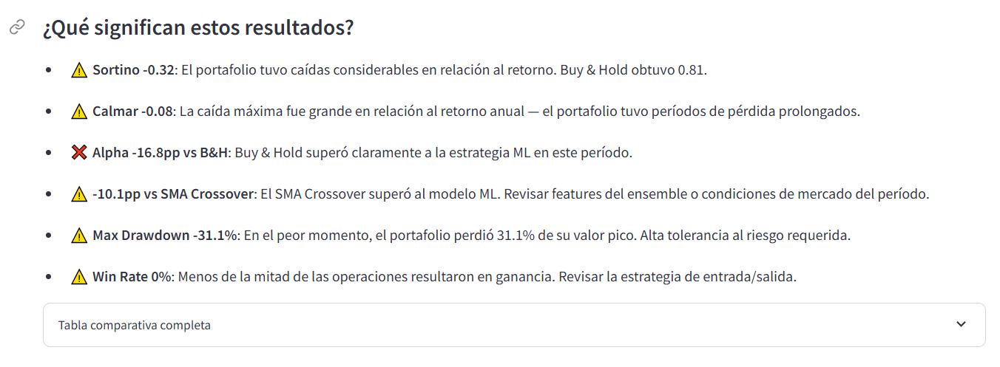 ¿Qué significan estos resultados?
Sortino -0.32: El portafolio tuvo caídas considerables en relación al retorno. Buy & Hold obtuvo 0.81.
Calmar -0.08: La caída máxima fue grande en relación al retorno anual — el portafolio tuvo períodos de pérdida prolongados.
Alpha -16.8pp vs B&H: Buy & Hold superó claramente a la estrategia ML en este período.
-10.1pp vs SMA Crossover: El SMA Crossover superó al modelo ML. Revisar features del ensemble o condiciones de mercado del período.
Max Drawdown -31.1%: En el peor momento, el portafolio perdió 31.1% de su valor pico. Alta tolerancia al riesgo requerida.
Win Rate 0%: Menos de la mitad de las operaciones resultaron en ganancia. Revisar la estrategia de entrada/salida.
Tabla comparativa completa